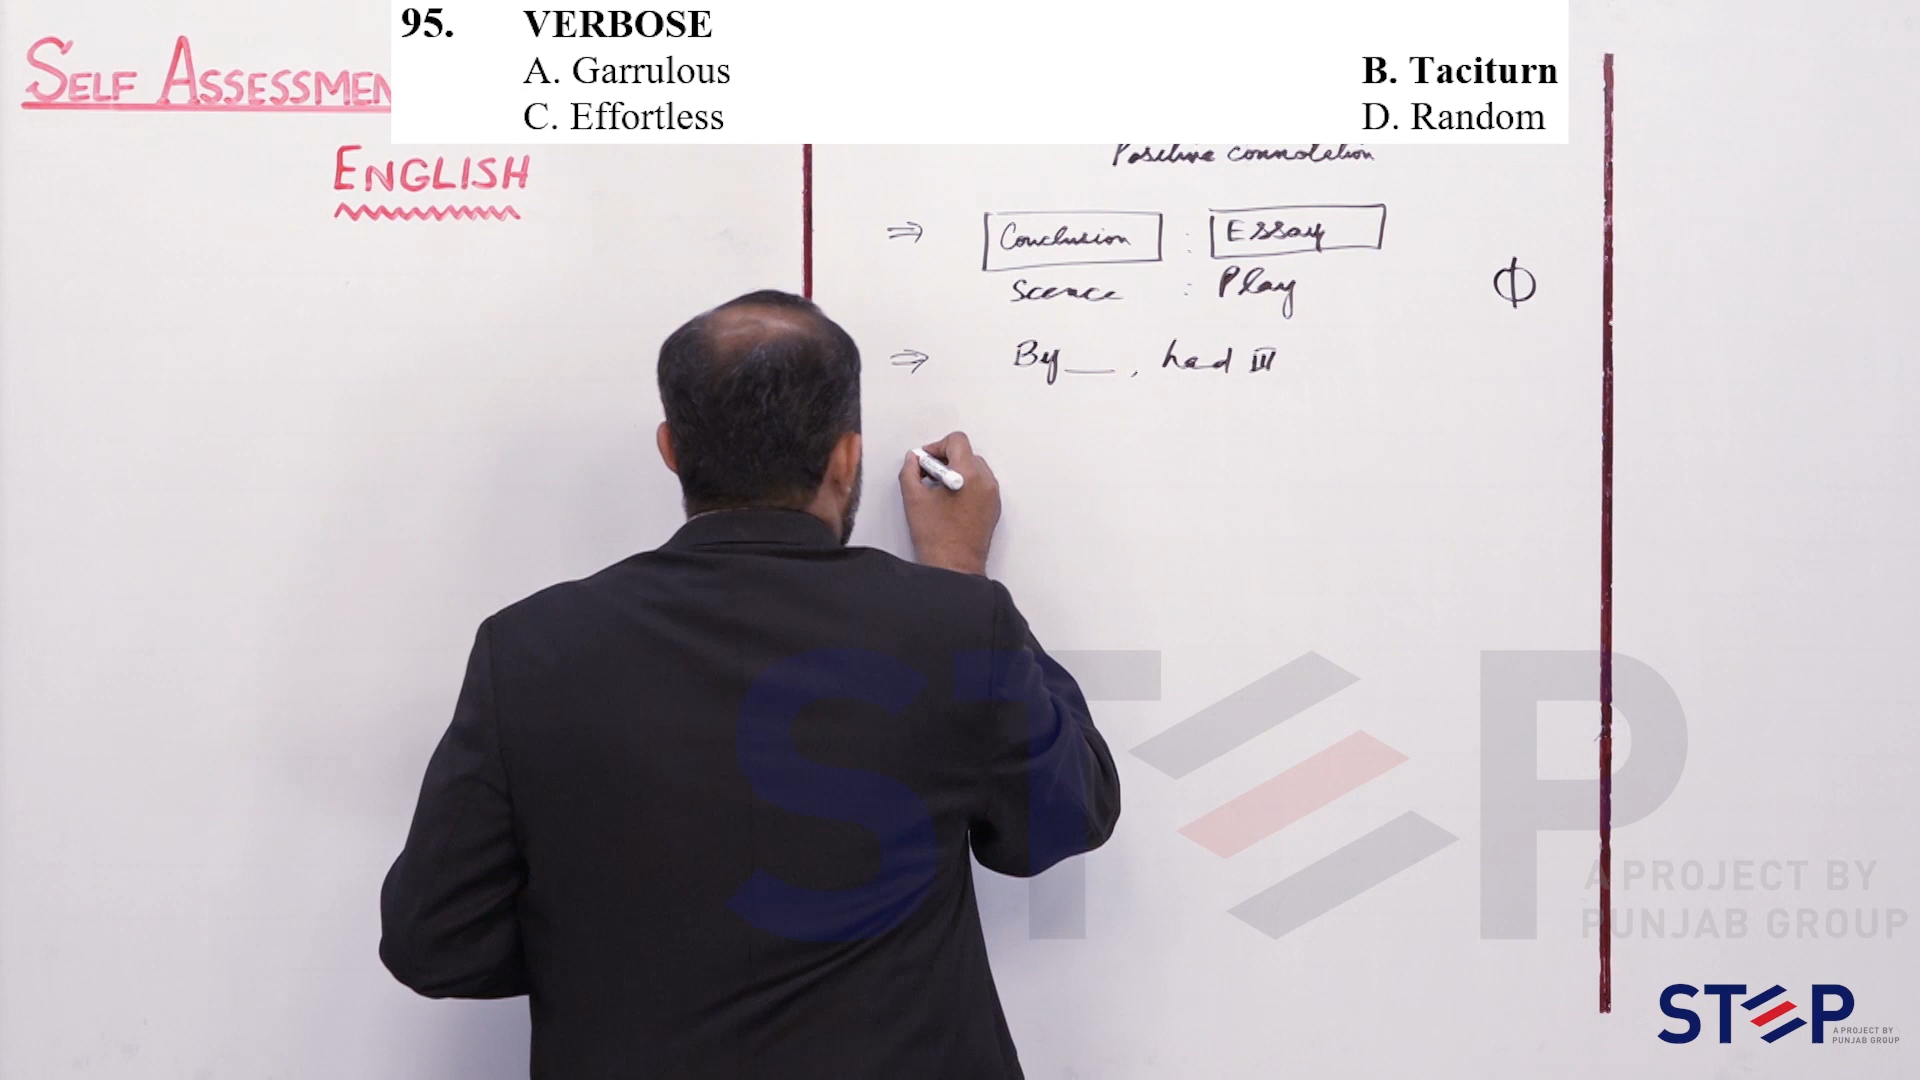 95. VERBOSE
A. Garrulous B. Taciturn
C. Effortless D. Random
SELF ASSESSMEN
ENGLISH
Positive connotation
⇒ Conclusion : Essay
Scence : Play
Φ
⇒ By __, had III
STEP
A PROJECT BY
PUNJAB GROUP
STEP
A PROJECT BY
PUNJAB GROUP